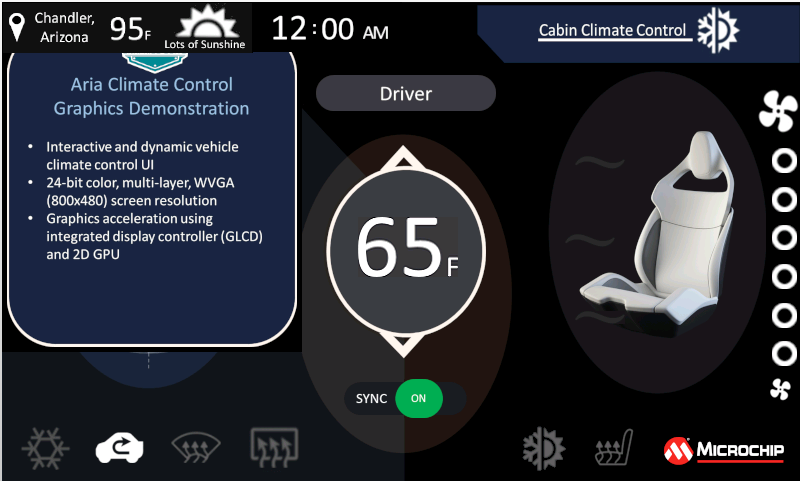 Chandler,
Arizona
95F
Lots of Sunshine
12:00 AM
Cabin Climate Control
Aria Climate Control
Graphics Demonstration
• Interactive and dynamic vehicle
climate control UI
• 24-bit color, multi-layer, WVGA
(800x480) screen resolution
• Graphics acceleration using
integrated display controller (GLCD)
and 2D GPU
Driver
65F
SYNC ON
MICROCHIP